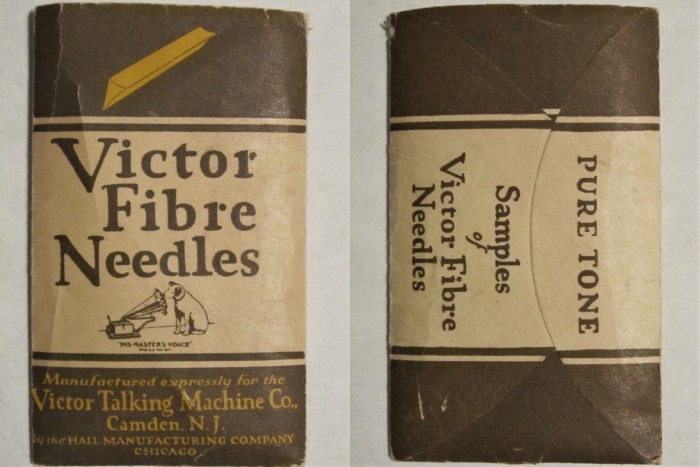 Victor
Fibre
Needles
"HIS MASTER'S VOICE"
Manufactured expressly for the
Victor Talking Machine Co.,
Camden, N. J.
by the HALL MANUFACTURING COMPANY
CHICAGO
PURE TONE
Samples
of
Victor Fibre
Needles